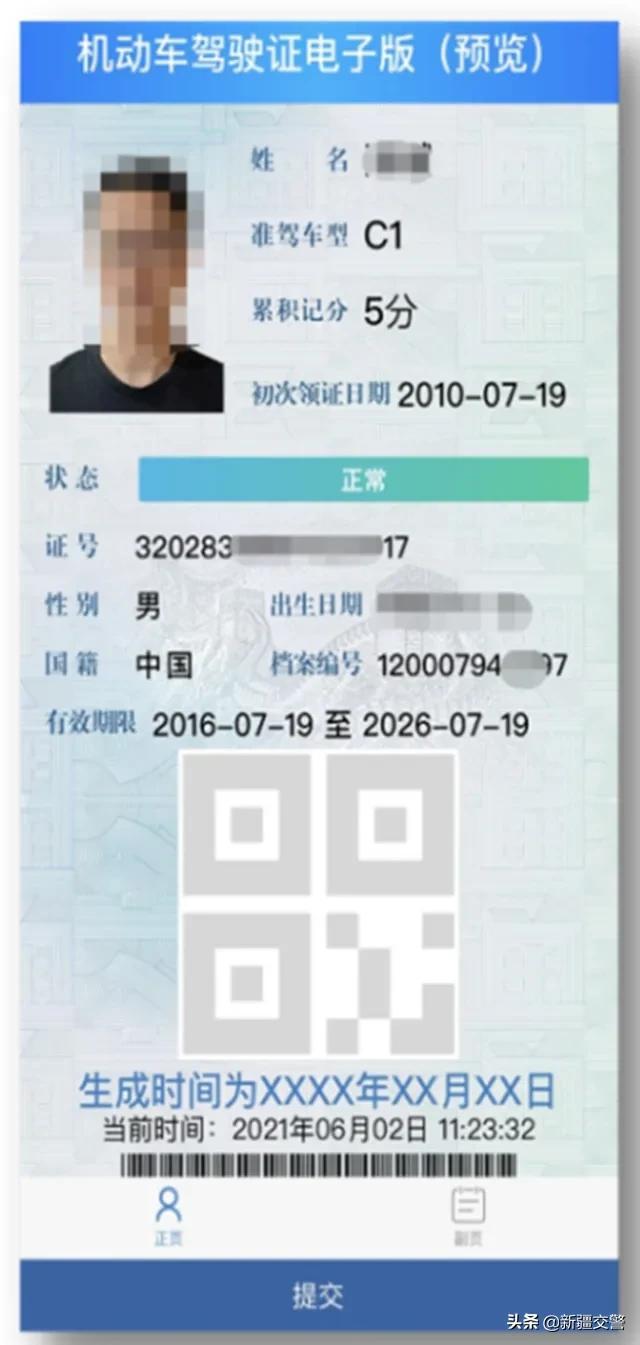 机动车驾驶证电子版（预览）
姓 名
准驾车型 C1
累积记分 5分
初次领证日期 2010-07-19
状态 正常
证号 320283 17
性别 男 出生日期
国籍 中国 档案编号 12000794 97
有效期限 2016-07-19 至 2026-07-19
生成时间为XXXX年XX月XX日
当前时间：2021年06月02日 11:23:32
正页 副页
提交
头条 @新疆交警